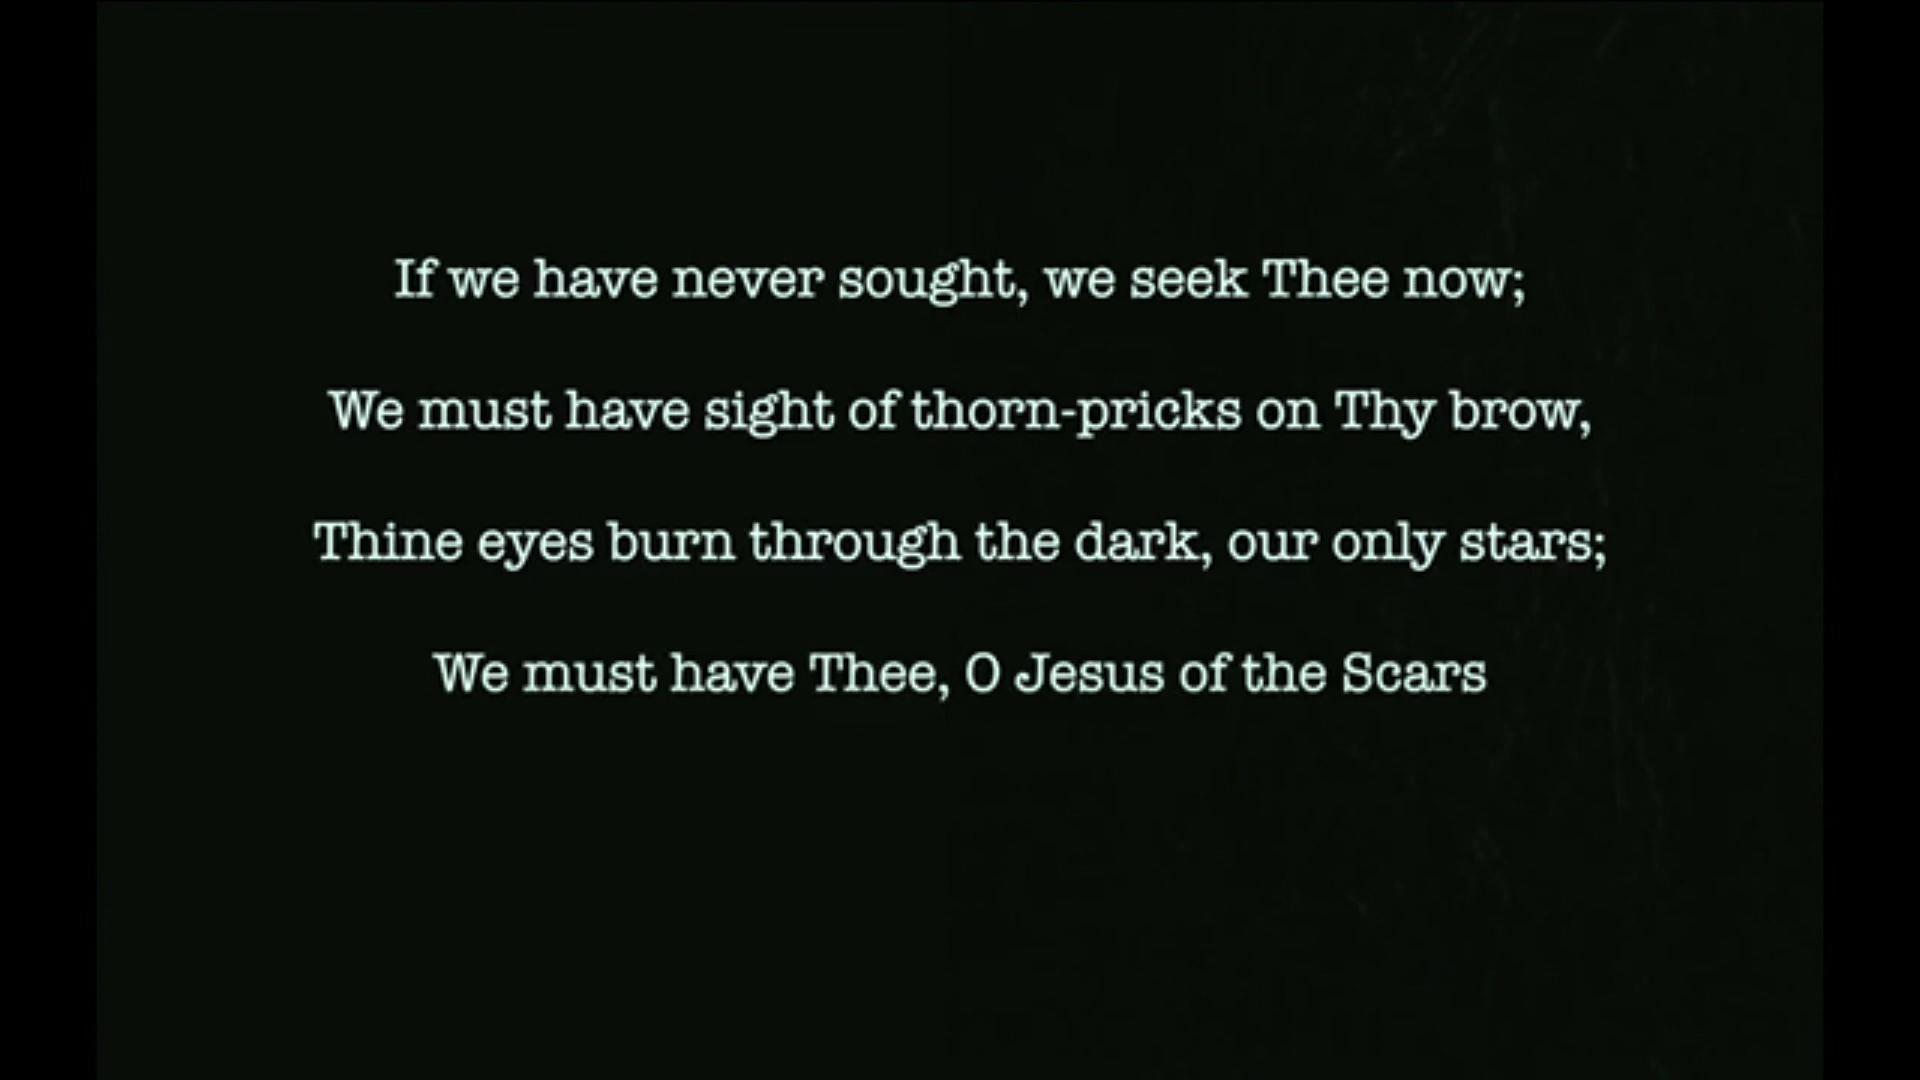 If we have never sought, we seek Thee now;
We must have sight of thorn-pricks on Thy brow,
Thine eyes burn through the dark, our only stars;
We must have Thee, O Jesus of the Scars